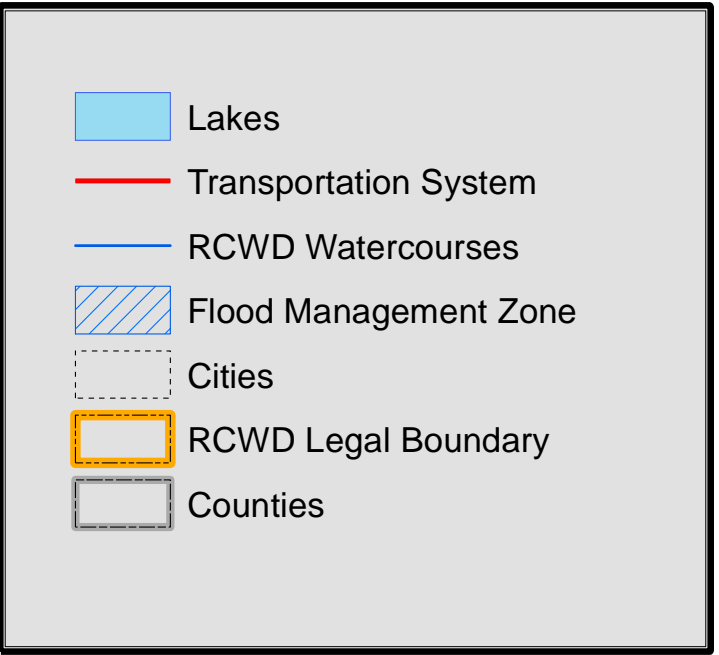 Lakes
Transportation System
RCWD Watercourses
Flood Management Zone
Cities
RCWD Legal Boundary
Counties